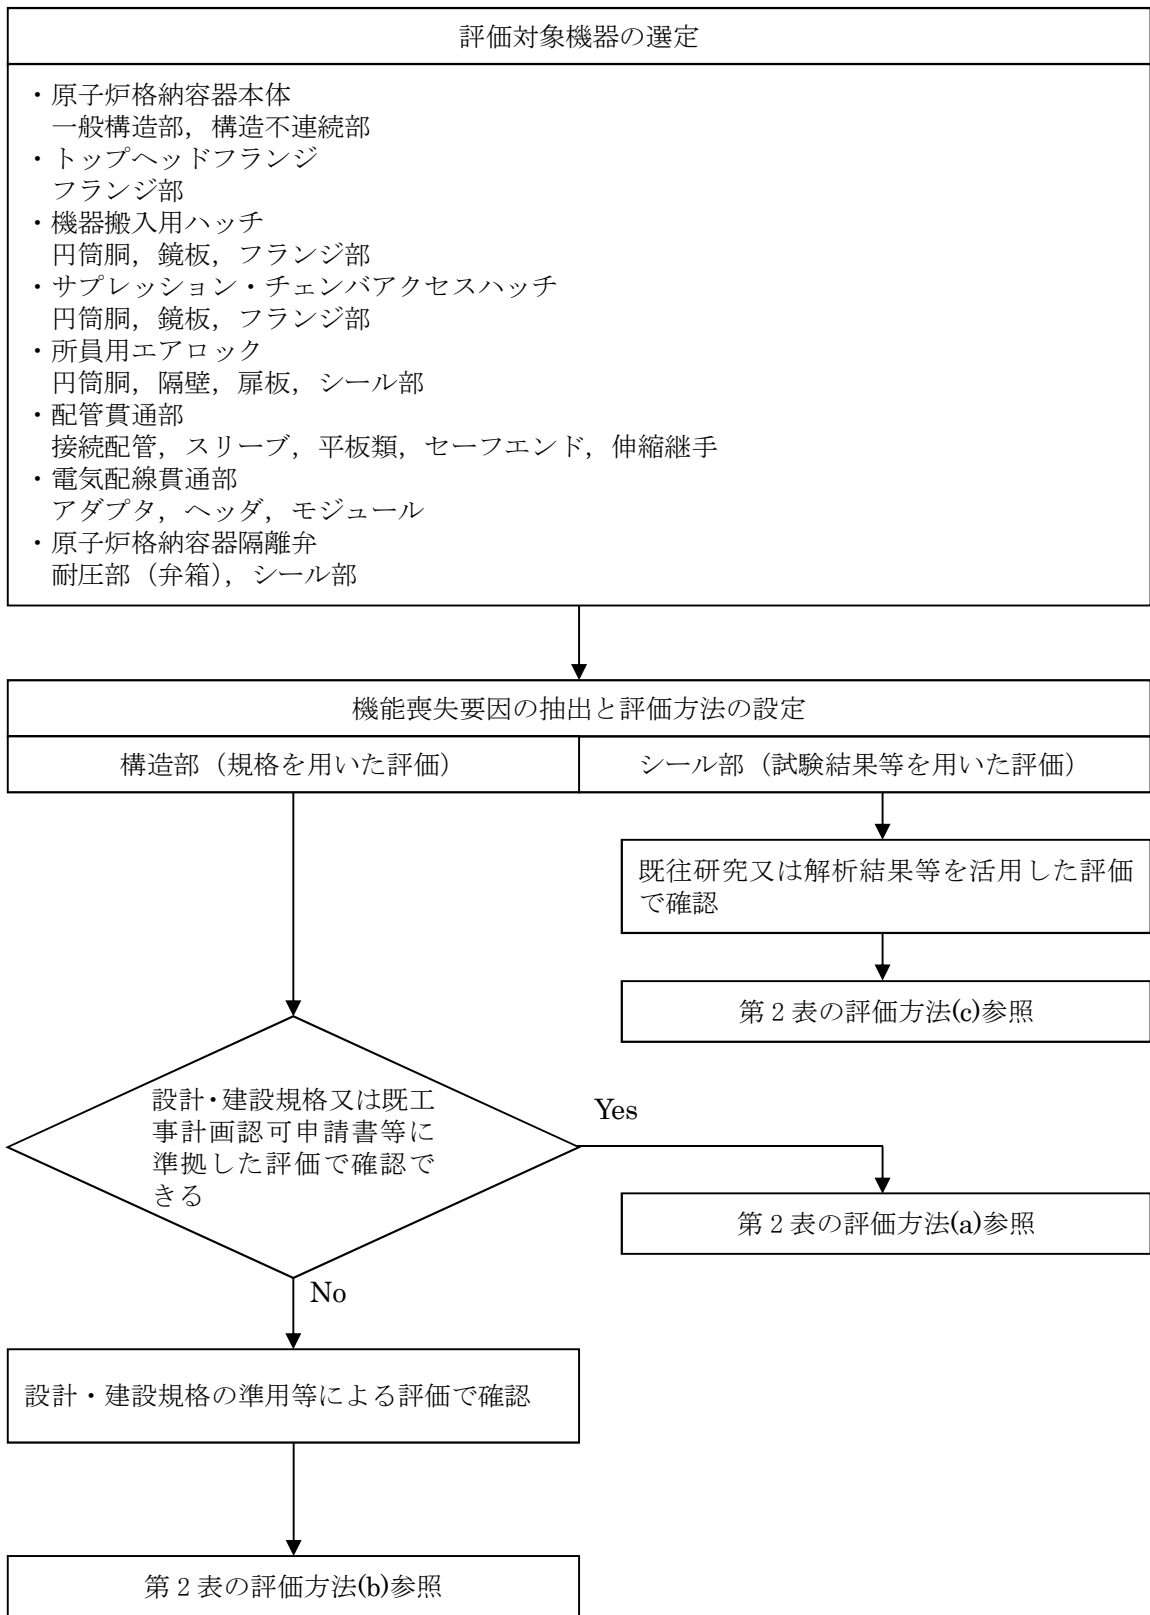 評価対象機器の選定
・原子炉格納容器本体
一般構造部，構造不連続部
・トップヘッドフランジ
フランジ部
・機器搬入用ハッチ
円筒胴，鏡板，フランジ部
・サプレッション・チェンバアクセスハッチ
円筒胴，鏡板，フランジ部
・所員用エアロック
円筒胴，隔壁，扉板，シール部
・配管貫通部
接続配管，スリーブ，平板類，セーフエンド，伸縮継手
・電気配線貫通部
アダプタ，ヘッダ，モジュール
・原子炉格納容器隔離弁
耐圧部（弁箱），シール部
機能喪失要因の抽出と評価方法の設定
構造部（規格を用いた評価）
シール部（試験結果等を用いた評価）
既往研究又は解析結果等を活用した評価
で確認
第２表の評価方法(c)参照
設計・建設規格又は既工
事計画認可申請書等に
準拠した評価で確認で
きる
Yes
第２表の評価方法(a)参照
No
設計・建設規格の準用等による評価で確認
第２表の評価方法(b)参照